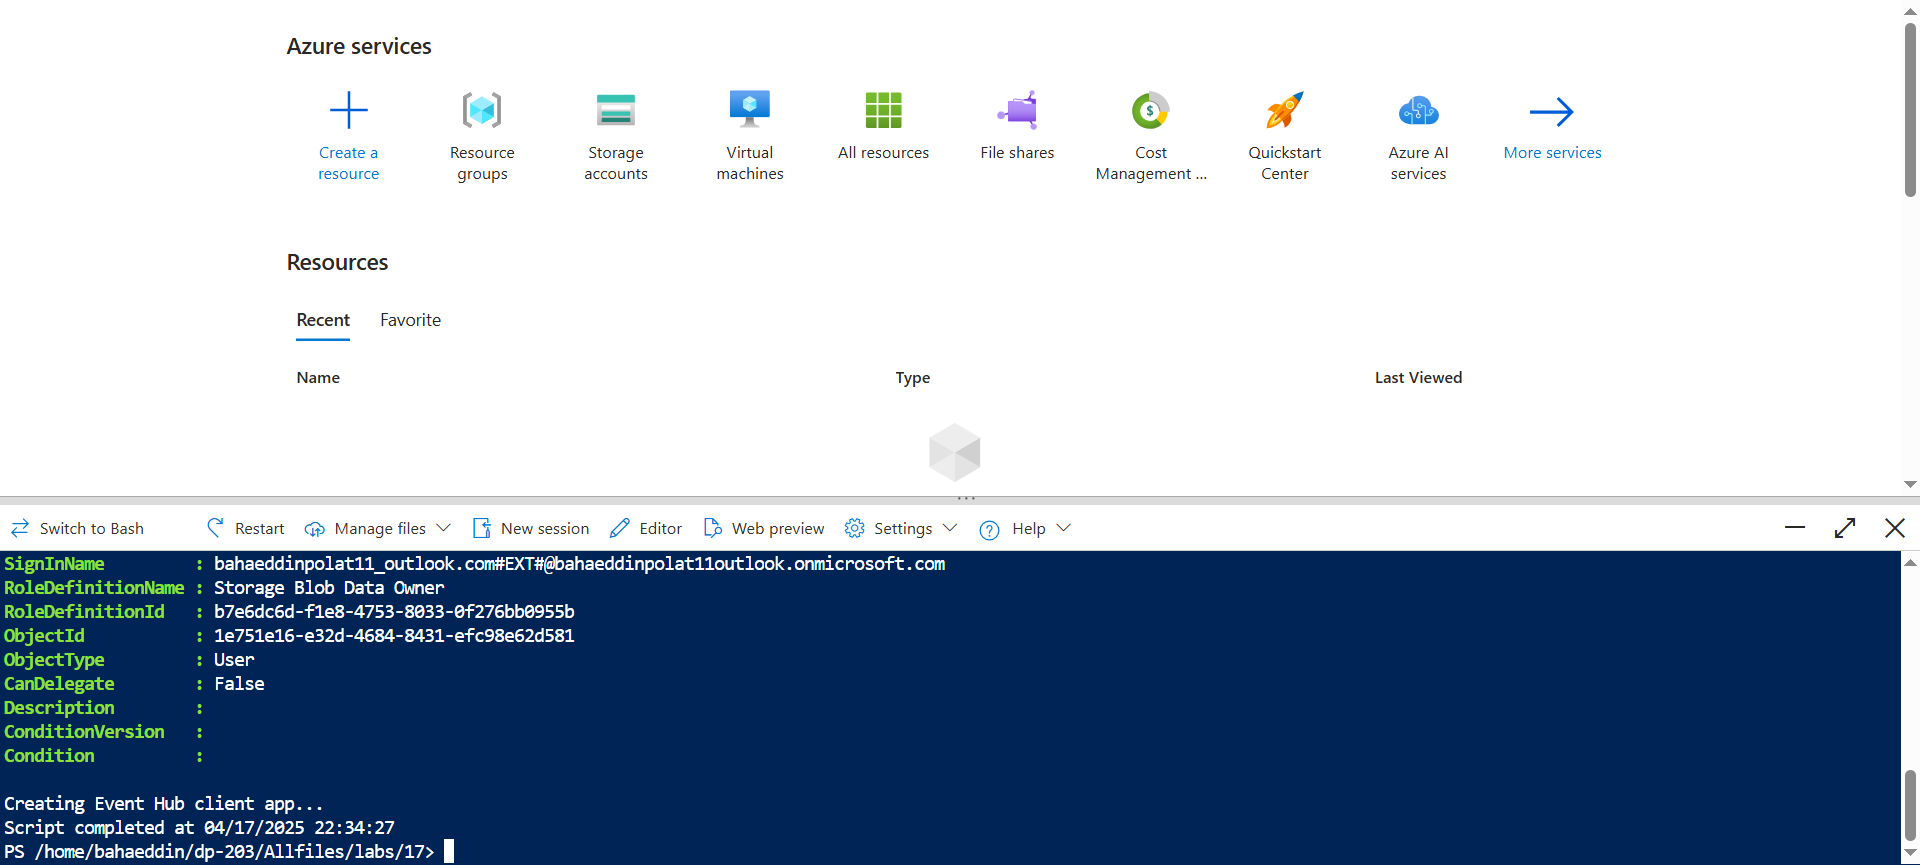 Azure services
Create a resource
Resource groups
Storage accounts
Virtual machines
All resources
File shares
Cost Management ...
Quickstart Center
Azure AI services
More services
Resources
Recent Favorite
Name Type Last Viewed
Switch to Bash Restart Manage files New session Editor Web preview Settings Help
SignInName : bahaeddinpolat11_outlook.com#EXT#@bahaeddinpolat11outlook.onmicrosoft.com
RoleDefinitionName : Storage Blob Data Owner
RoleDefinitionId : b7e6dc6d-f1e8-4753-8033-0f276bb0955b
ObjectId : 1e751e16-e32d-4684-8431-efc98e62d581
ObjectType : User
CanDelegate : False
Description :
ConditionVersion :
Condition :
Creating Event Hub client app...
Script completed at 04/17/2025 22:34:27
PS /home/bahaeddin/dp-203/Allfiles/labs/17>